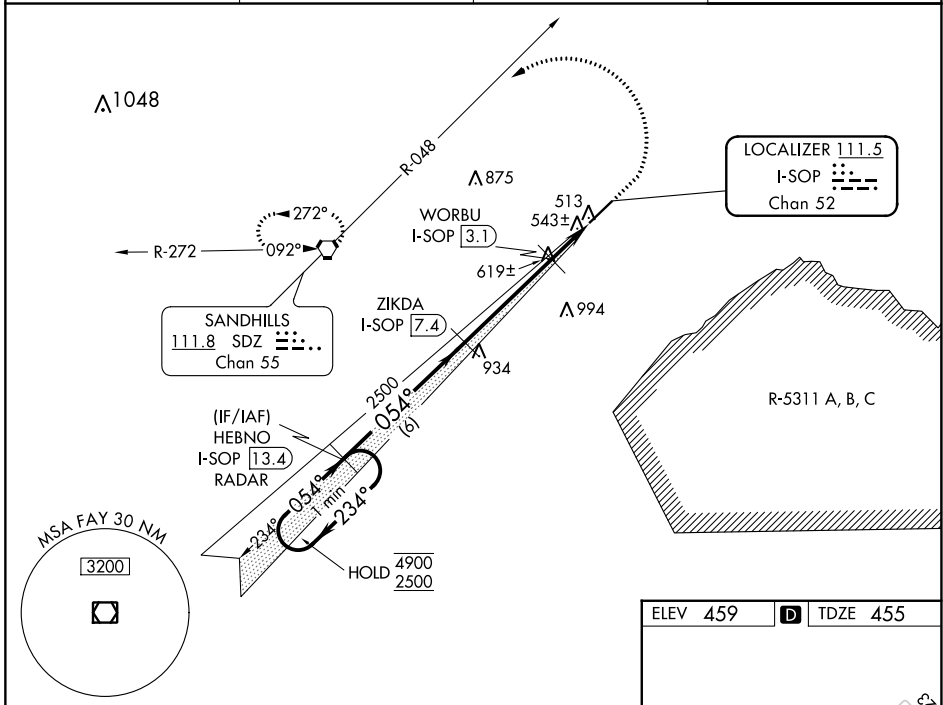 1048
R-048
LOCALIZER 111.5
I-SOP
Chan 52
875
513
543±
WORBU
I-SOP 3.1
619±
272°
R-272
092°
ZIKDA
I-SOP 7.4
994
SANDHILLS
111.8 SDZ
Chan 55
934
2500
054°
(6)
R-5311 A, B, C
(IF/IAF)
HEBNO
I-SOP 13.4
RADAR
054°
1 min
234°
234°
MSA FAY 30 NM
3200
HOLD 4900
2500
ELEV 459 D TDZE 455